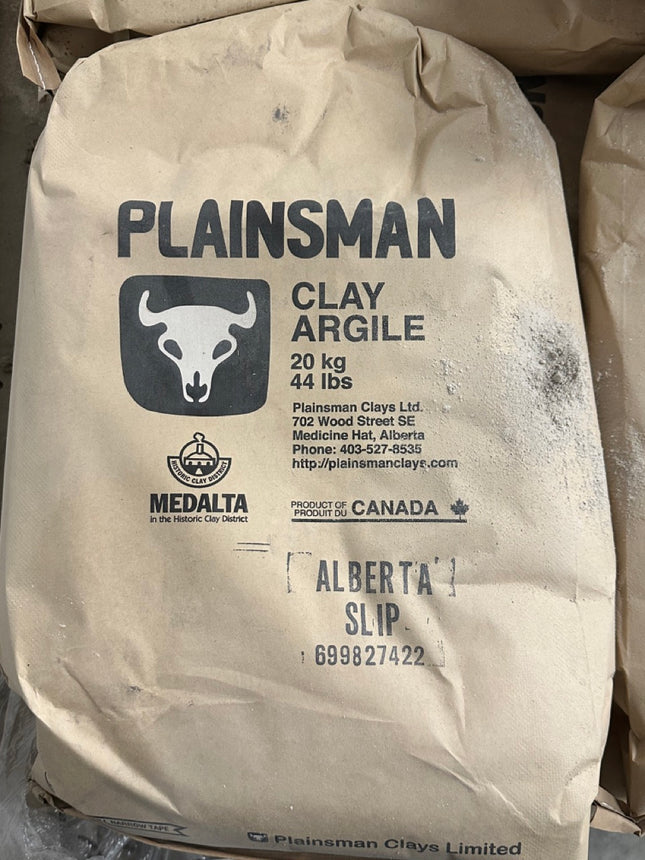 PLAINSMAN
CLAY
ARGILE
20 kg
44 lbs
Plainsman Clays Ltd.
702 Wood Street SE
Medicine Hat, Alberta
Phone: 403-527-8535
http://plainsmanclays.com
HISTORIC CLAY DISTRICT
MEDALTA
in the Historic Clay District
PRODUCT OF
PRODUIT DU
CANADA
ALBERTA
SLIP
699827422
NARROW TAPE
Plainsman Clays Limited